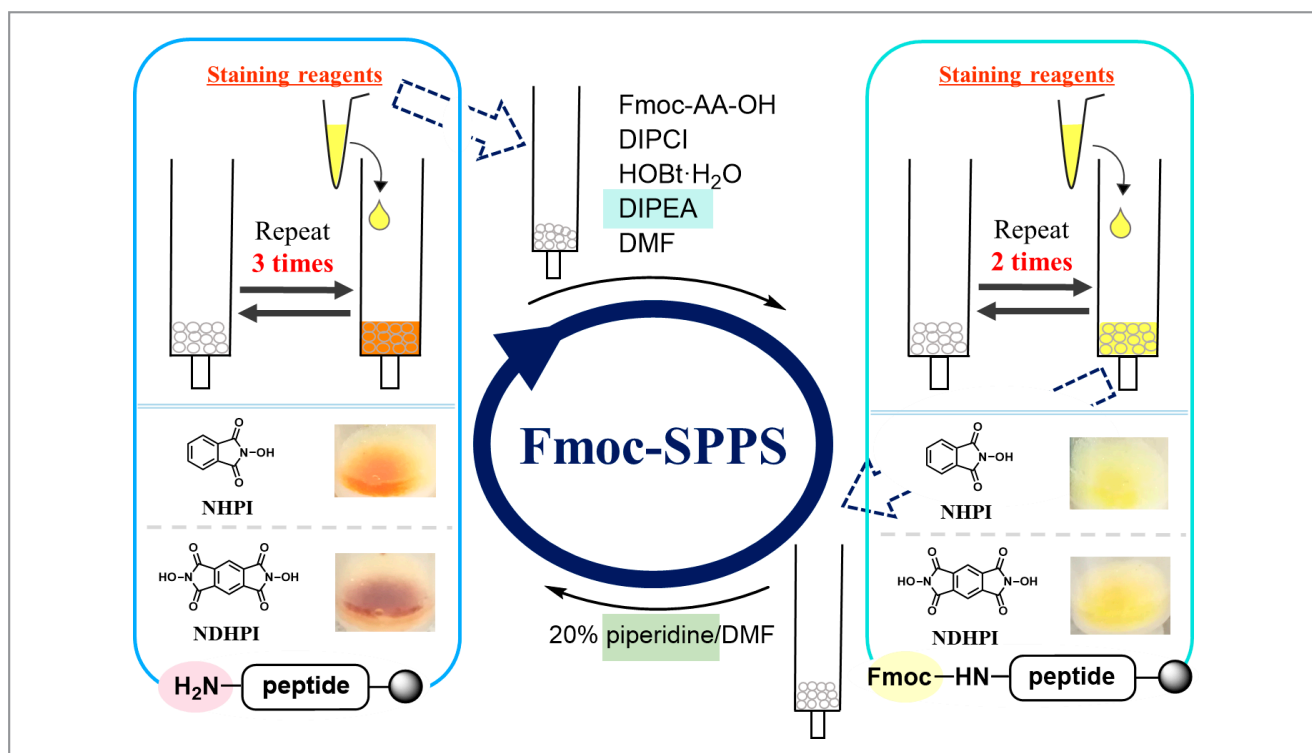 Staining reagents
Repeat
3 times
O
N-OH
O
NHPI
O
O
HO-N
N-OH
O
O
NDHPI
H₂N
peptide
Fmoc-AA-OH
DIPCI
HOBt·H₂O
DIPEA
DMF
Fmoc-SPPS
20% piperidine/DMF
Staining reagents
Repeat
2 times
O
N-OH
O
NHPI
O
O
HO-N
N-OH
O
O
NDHPI
Fmoc
HN
peptide